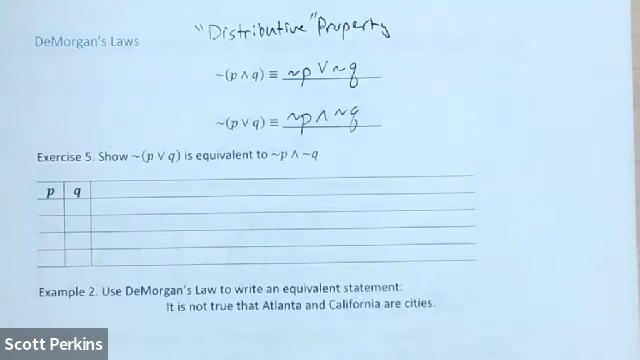 "Distributive" Property
DeMorgan's Laws
~(p ∧ q) ≡ ~p ∨ ~q
~(p ∨ q) ≡ ~p ∧ ~q
Exercise 5. Show ~(p ∨ q) is equivalent to ~p ∧ ~q
p q
Example 2. Use DeMorgan's Law to write an equivalent statement:
It is not true that Atlanta and California are cities.
Scott Perkins